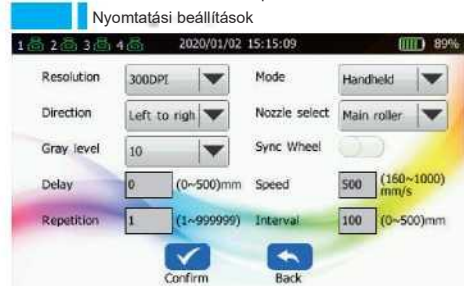 Nyomtatási beállítások
1 2 3 4 2020/01/02 15:15:09 89%
Resolution 300DPI Mode Handheld
Direction Left to righ Nozzle select Main roller
Gray level 10 Sync Wheel
Delay 0 (0~500)mm Speed 500 (160~1000) mm/s
Repetition 1 (1~999999) Interval 100 (0~500)mm
Confirm Back